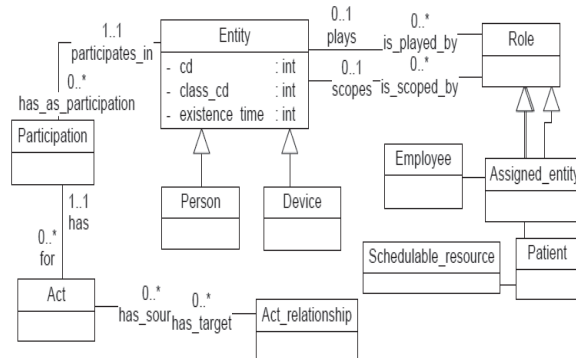 Entity
- cd : int
- class_cd : int
- existence_time : int
1..1
participates_in
0..*
has_as_participation
0..1
plays
0..*
is_played_by
0..1
scopes
0..*
is_scoped_by
Role
Participation
Employee
Assigned_entity
Person
Device
1..1
has
0..*
for
Schedulable_resource
Patient
Act
0..*
has_sour
0..*
has_target
Act_relationship